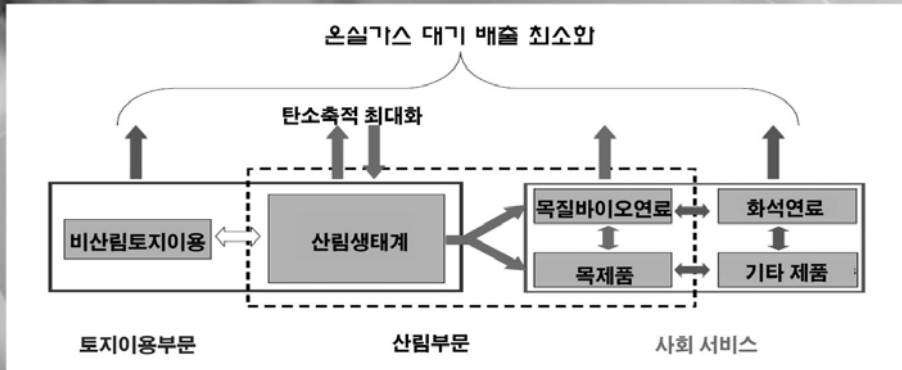 온실가스 대기 배출 최소화
탄소축적 최대화
비산림토지이용
산림생태계
목질바이오연료
화석연료
목제품
기타 제품
토지이용부문
산림부문
사회 서비스